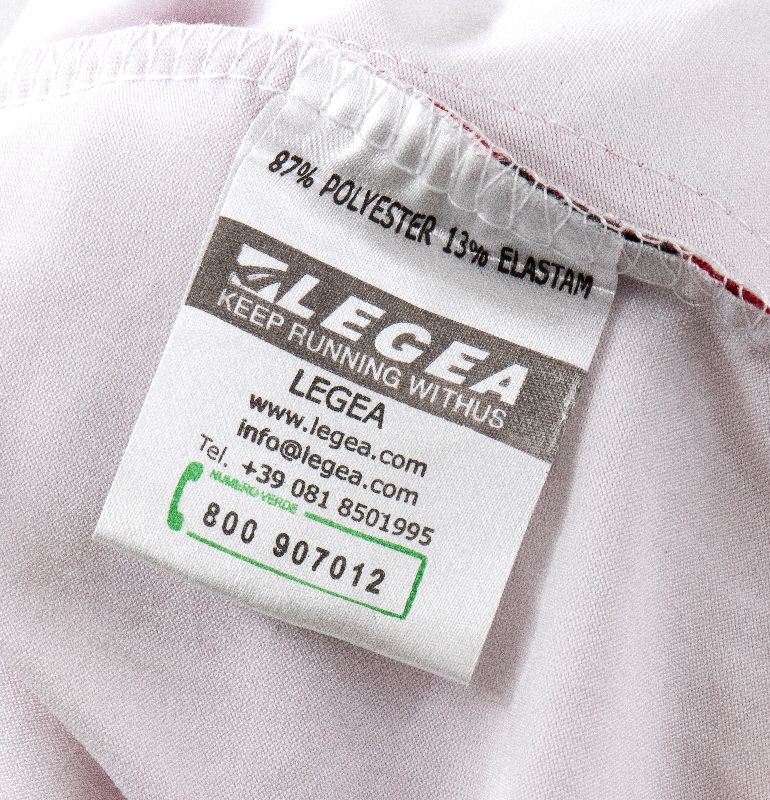 87% POLYESTER 13% ELASTAM
LEGEA
KEEP RUNNING WITHUS
LEGEA
www.legea.com
info@legea.com
Tel. +39 081 8501995
NUMERO VERDE
800 907012